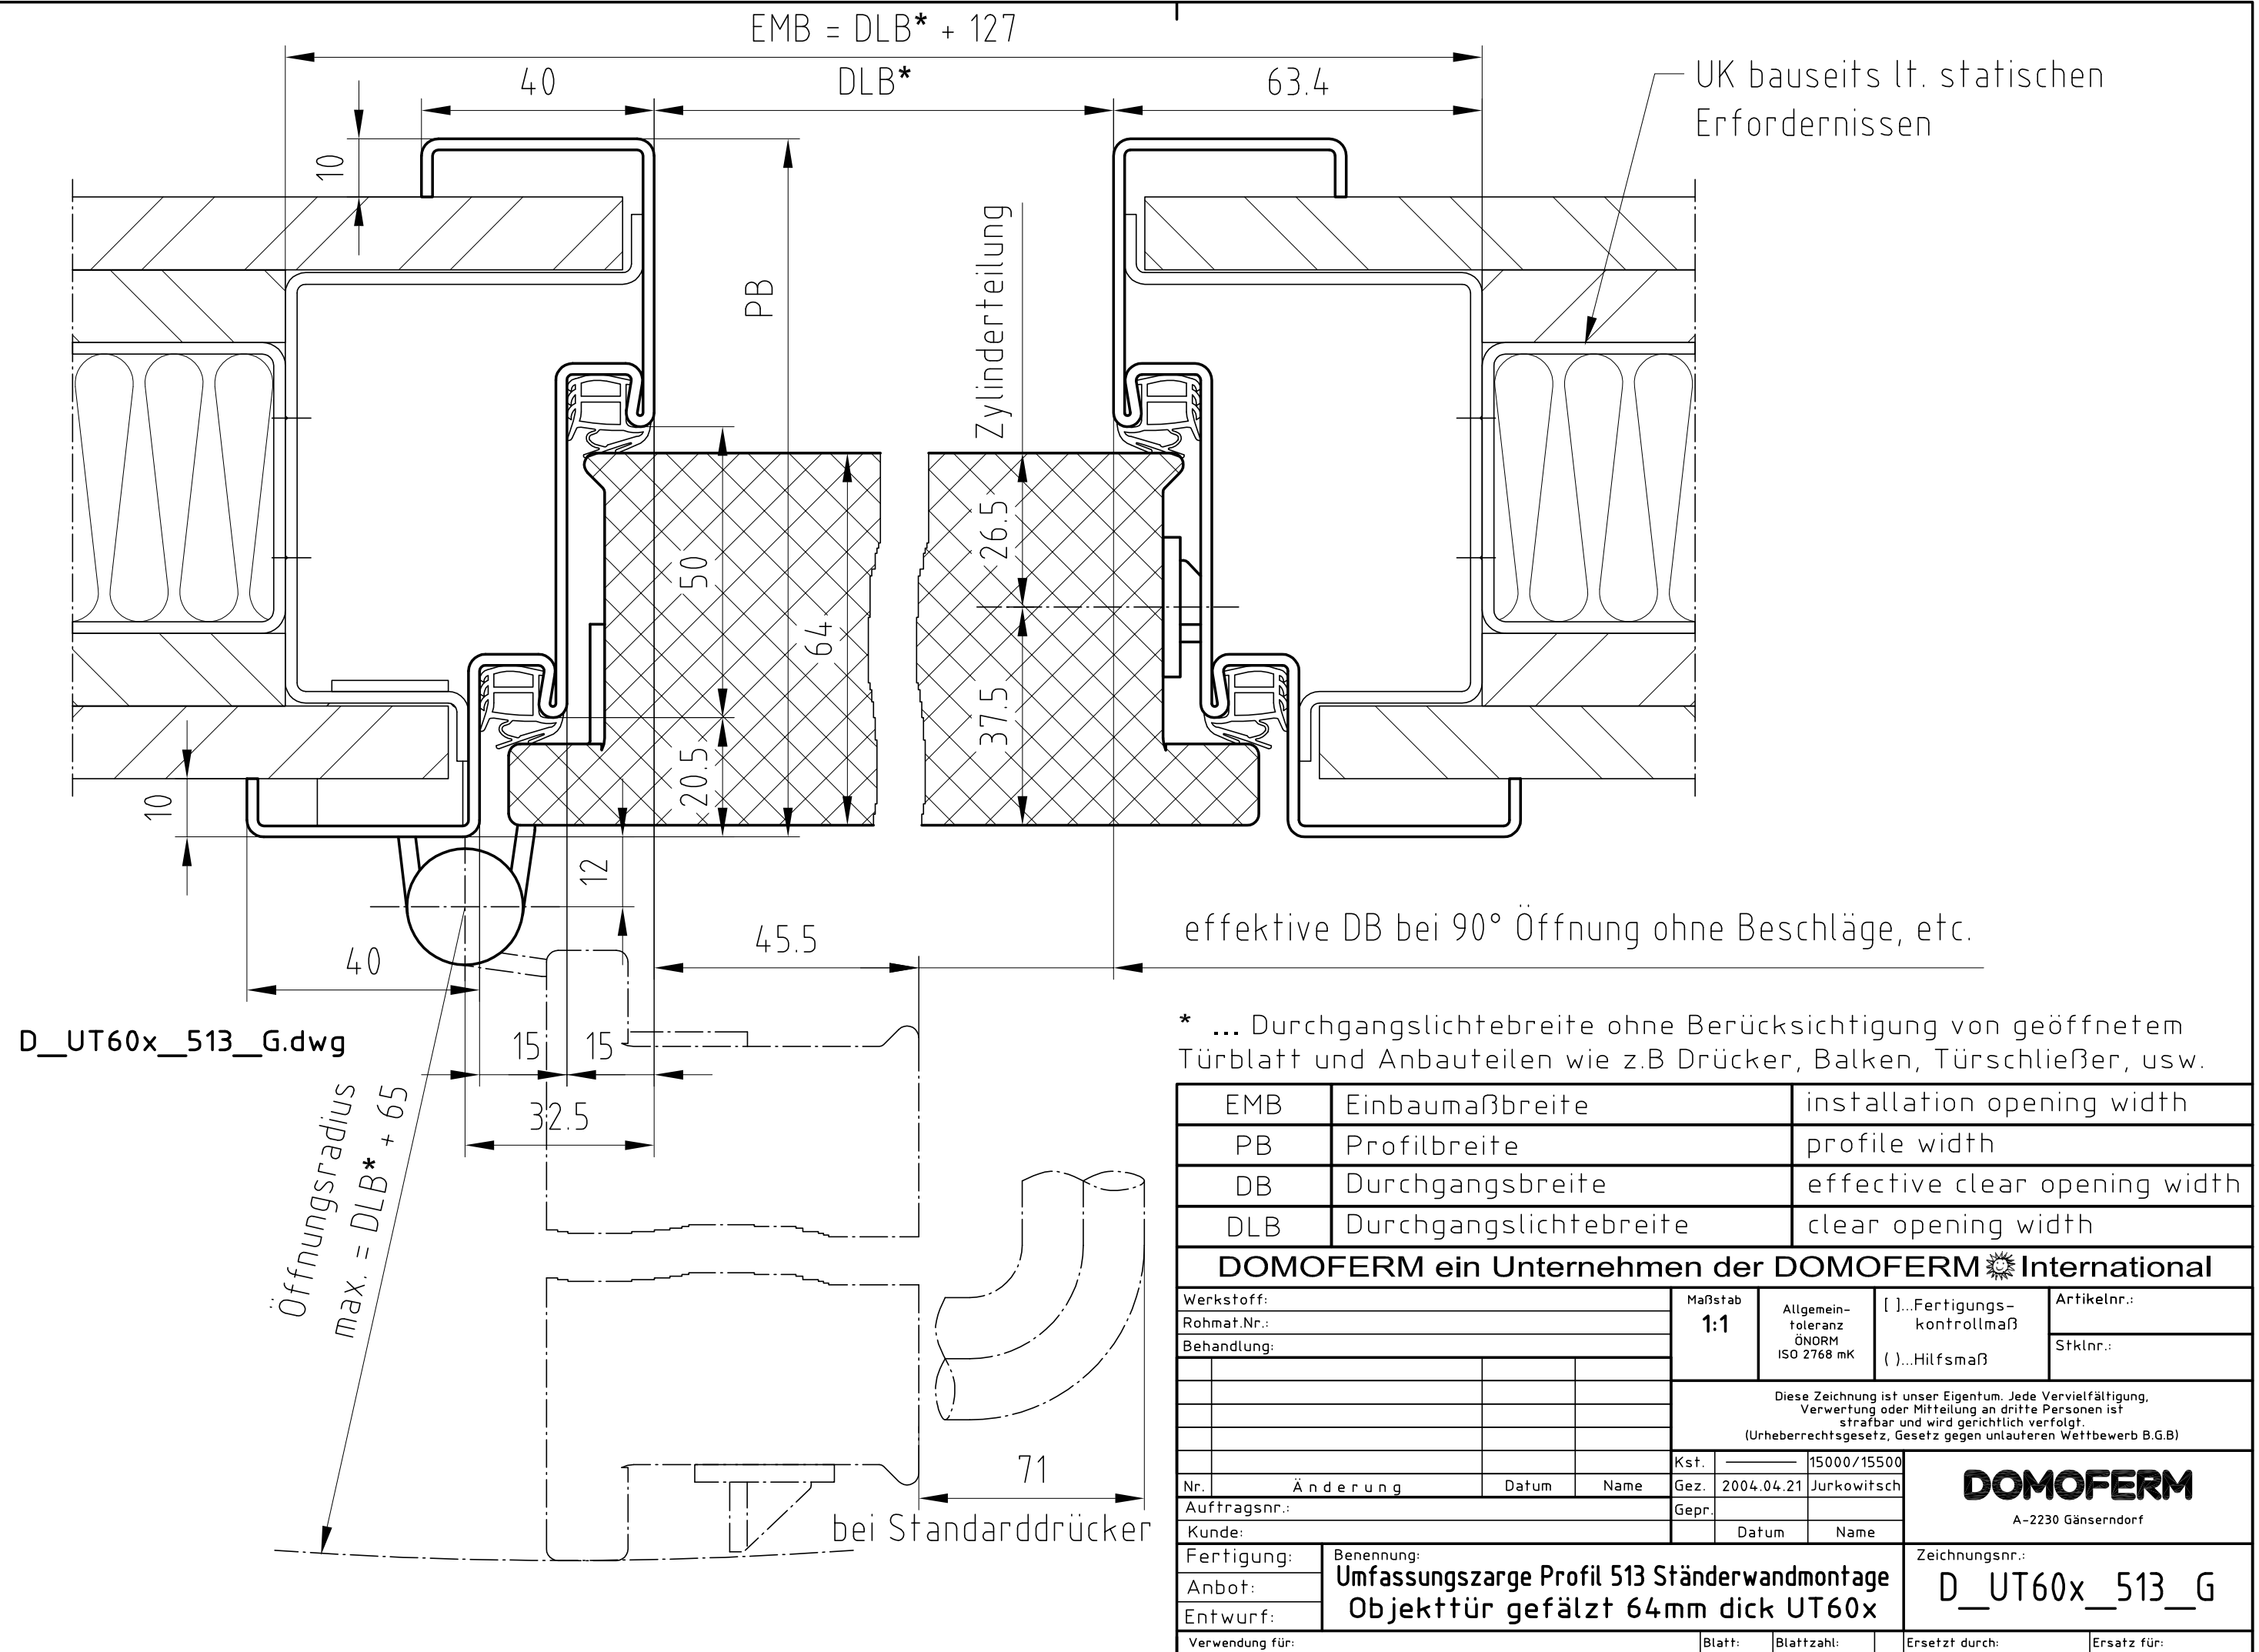 EMB = DLB* + 127
40
DLB*
63.4
UK bauseits lt. statischen
Erfordernissen
10
PB
Zylinderteilung
26.5
50
64
37.5
20.5
10
12
40
45.5
effektive DB bei 90° Öffnung ohne Beschläge, etc.
D__UT60x__513__G.dwg
15
15
32.5
Öffnungsradius
max. = DLB* + 65
71
bei Standarddrücker
* ... Durchgangslichtebreite ohne Berücksichtigung von geöffnetem
Türblatt und Anbauteilen wie z.B Drücker, Balken, Türschließer, usw.
EMB Einbaumaßbreite installation opening width
PB Profilbreite profile width
DB Durchgangsbreite effective clear opening width
DLB Durchgangslichtebreite clear opening width
DOMOFERM ein Unternehmen der DOMOFERM International
Werkstoff:
Rohmat.Nr.:
Behandlung:
Maßstab
1:1
Allgemein-
toleranz
ÖNORM
ISO 2768 mK
[ ]...Fertigungs-
kontrollmaß
( )...Hilfsmaß
Artikelnr.:
Stklnr.:
Diese Zeichnung ist unser Eigentum. Jede Vervielfältigung,
Verwertung oder Mitteilung an dritte Personen ist
strafbar und wird gerichtlich verfolgt.
(Urheberrechtsgesetz, Gesetz gegen unlauteren Wettbewerb B.G.B)
Kst. 15000/15500
Nr. Änderung Datum Name
Gez. 2004.04.21 Jurkowitsch
Gepr.
Datum Name
Auftragsnr.:
Kunde:
DOMOFERM
A-2230 Gänserndorf
Fertigung:
Anbot:
Entwurf:
Benennung:
Umfassungszarge Profil 513 Ständerwandmontage
Objekttür gefälzt 64mm dick UT60x
Zeichnungsnr.:
D__UT60x__513__G
Verwendung für: Blatt: Blattzahl: Ersetzt durch: Ersatz für: